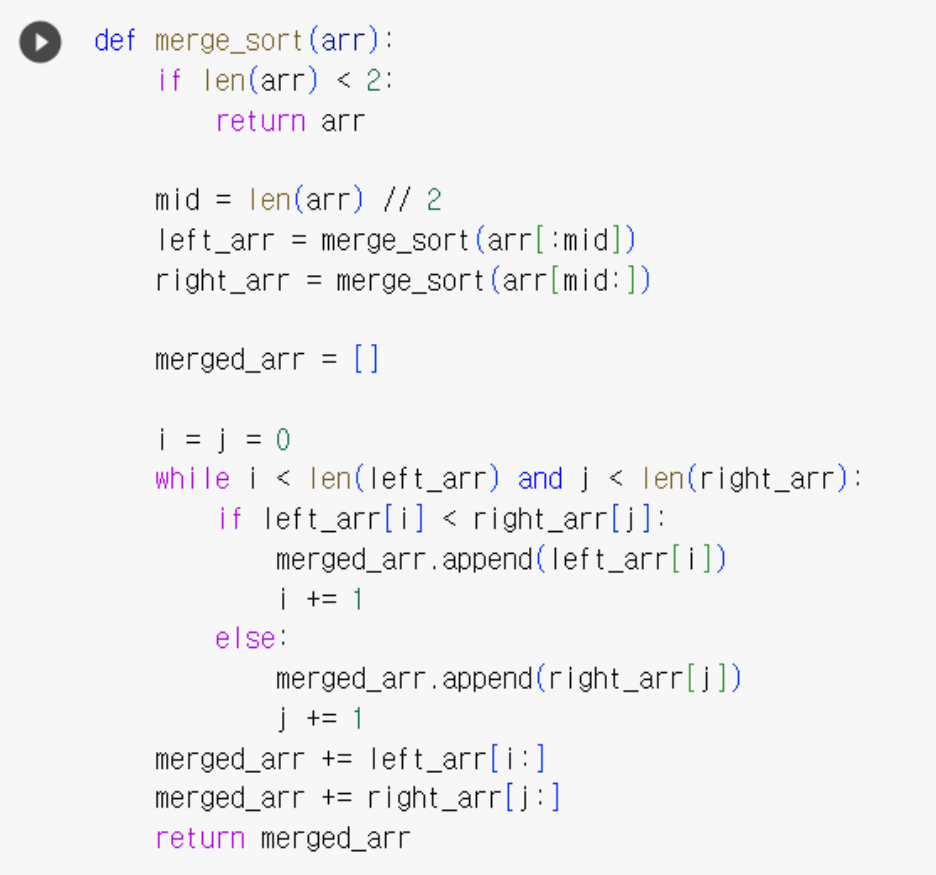 def merge_sort(arr):
    if len(arr) < 2:
        return arr

    mid = len(arr) // 2
    left_arr = merge_sort(arr[:mid])
    right_arr = merge_sort(arr[mid:])

    merged_arr = []

    i = j = 0
    while i < len(left_arr) and j < len(right_arr):
        if left_arr[i] < right_arr[j]:
            merged_arr.append(left_arr[i])
            i += 1
        else:
            merged_arr.append(right_arr[j])
            j += 1
    merged_arr += left_arr[i:]
    merged_arr += right_arr[j:]
    return merged_arr